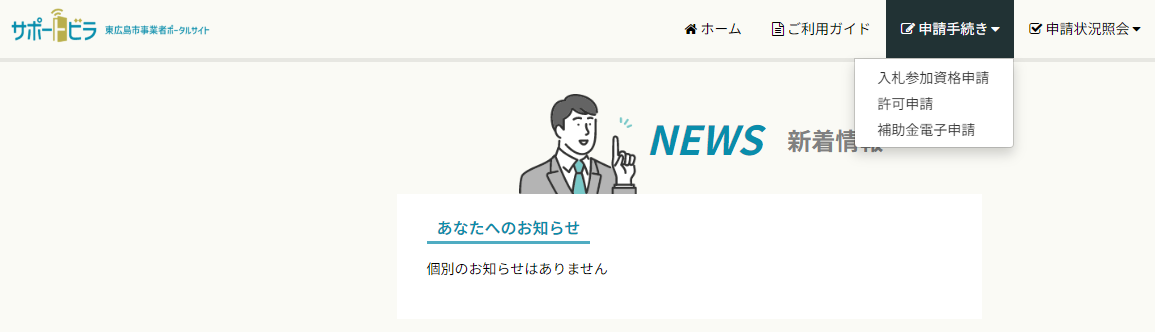 サポートビラ 東広島市事業者ポータルサイト
ホーム ご利用ガイド 申請手続き 申請状況照会
入札参加資格申請
許可申請
補助金電子申請
NEWS 新着情報
あなたへのお知らせ
個別のお知らせはありません